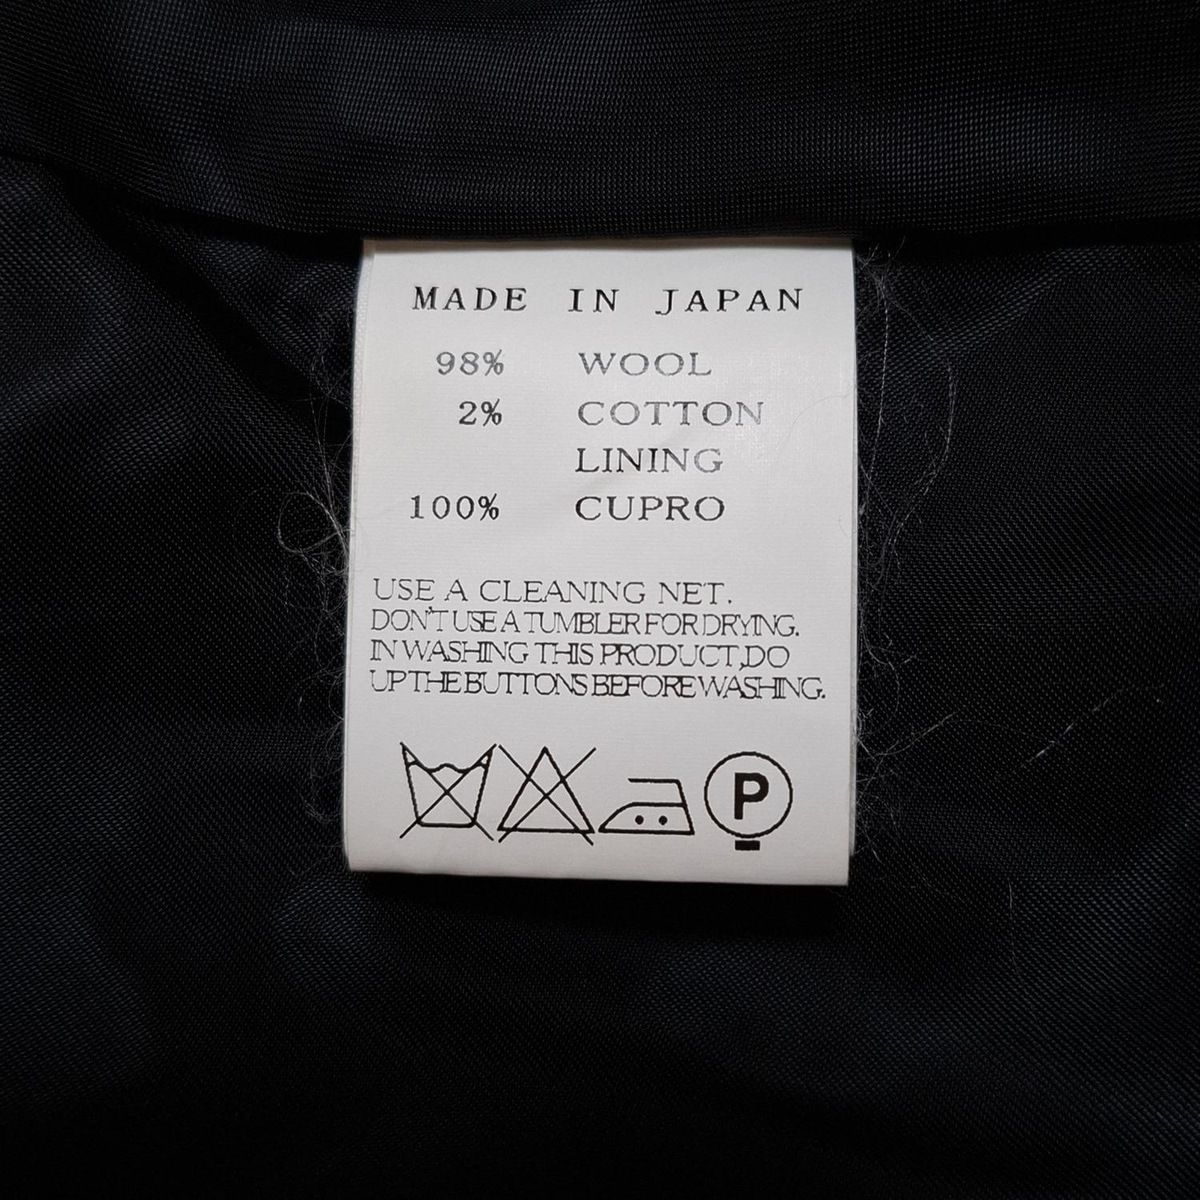 MADE IN JAPAN
98% WOOL
2% COTTON
LINING
100% CUPRO
USE A CLEANING NET.
DON'T USE A TUMBLER FOR DRYING.
IN WASHING THIS PRODUCT,DO
UP THE BUTTONS BEFORE WASHING.
P